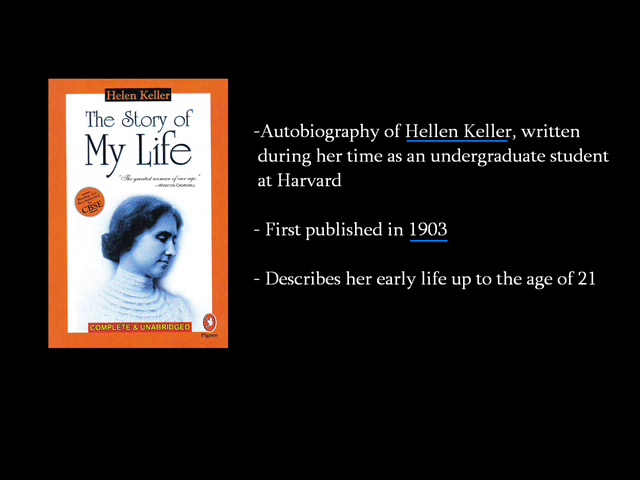 Helen Keller
The Story of
My Life
"The greatest woman of our age."
—WINSTON CHURCHILL
CBSE
COMPLETE & UNABRIDGED
Pigeon
-Autobiography of Hellen Keller, written
during her time as an undergraduate student
at Harvard
- First published in 1903
- Describes her early life up to the age of 21